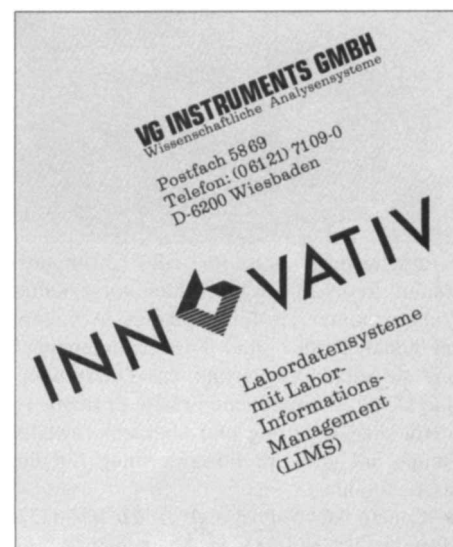 VG INSTRUMENTS GMBH
Wissenschaftliche Analysensysteme
Postfach 5869
Telefon: (06121) 7109-0
D-6200 Wiesbaden
INNOVATIV
Labordatensysteme
mit Labor-
Informations-
Management
(LIMS)